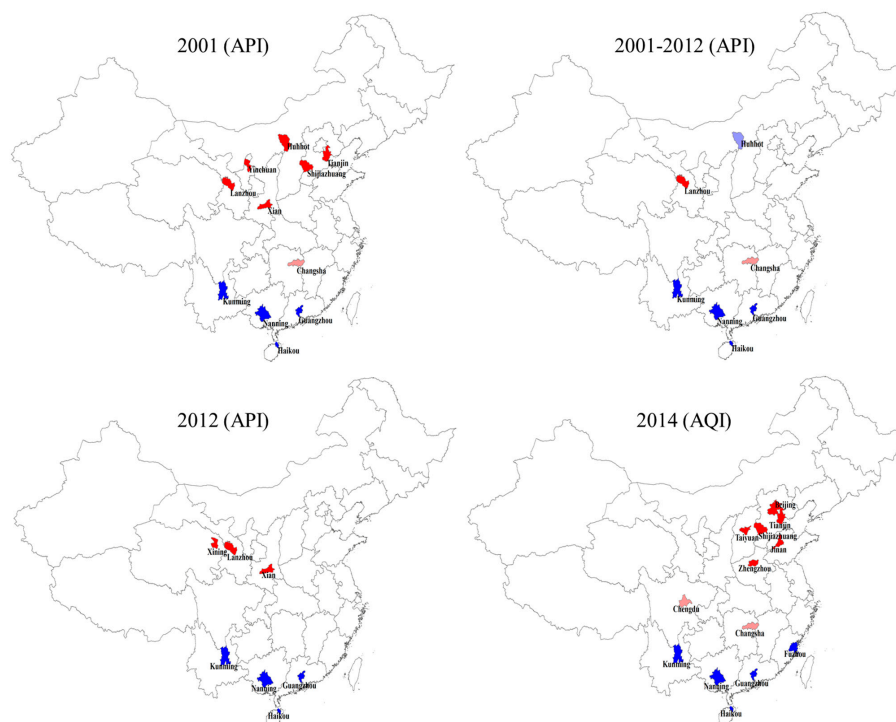 2001 (API)
Huhhot
Tianjin
Yinchuan
Shijiazhuang
Lanzhou
Xian
Changsha
Kunming
Nanning
Guangzhou
Haikou
2001-2012 (API)
Huhhot
Lanzhou
Changsha
Kunming
Nanning
Guangzhou
Haikou
2012 (API)
Xining
Lanzhou
Xian
Kunming
Nanning
Guangzhou
Haikou
2014 (AQI)
Beijing
Tianjin
Taiyuan
Shijiazhuang
Jinan
Zhengzhou
Chengdu
Changsha
Fuzhou
Kunming
Nanning
Guangzhou
Haikou